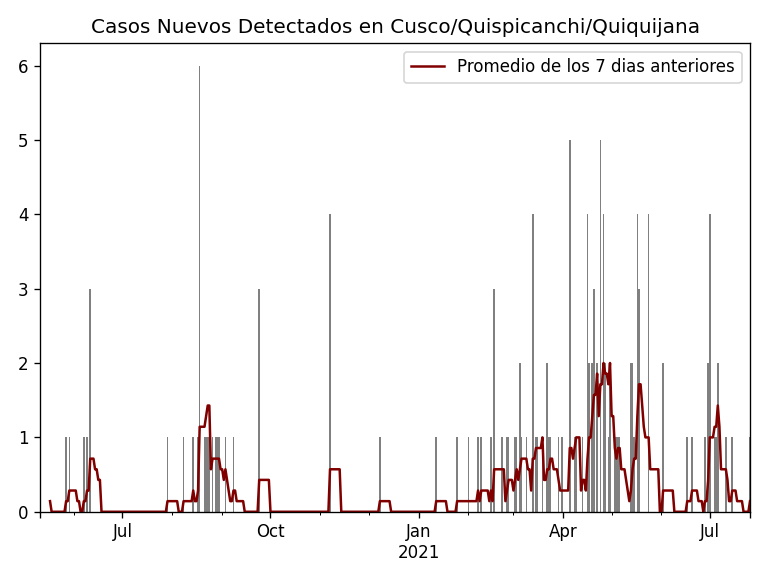 Casos Nuevos Detectados en Cusco/Quispicanchi/Quiquijana
Promedio de los 7 dias anteriores
6
5
4
3
2
1
0
Jul
Oct
Jan
2021
Apr
Jul